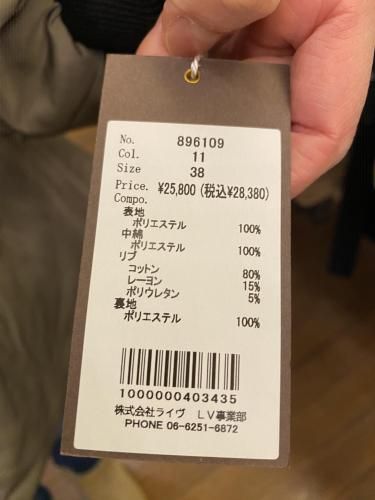 No. 896109
Col. 11
Size 38
Price. ¥25,800(税込¥28,380)
Compo.
表地
ポリエステル 100%
中綿
ポリエステル 100%
リブ
コットン 80%
レーヨン 15%
ポリウレタン 5%
裏地
ポリエステル 100%
1000000403435
株式会社ライヴ LV事業部
PHONE 06-6251-6872